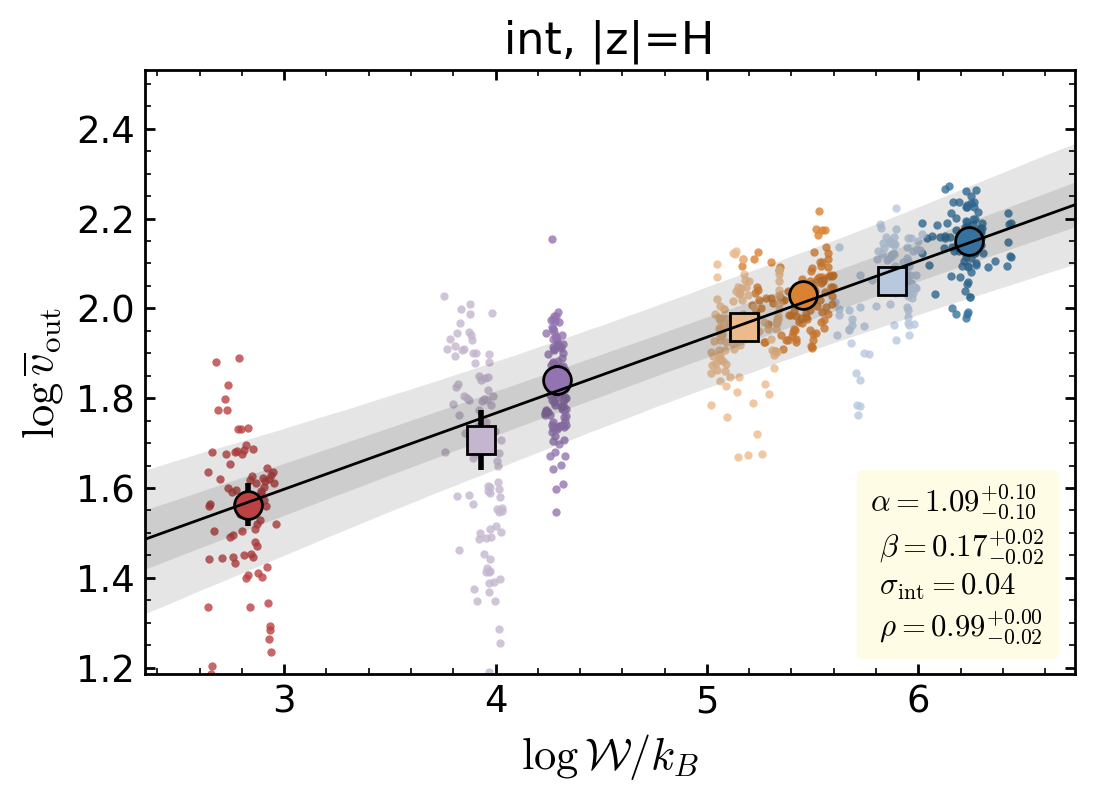 int, |z|=H
2.4
2.2
2.0
1.8
1.6
1.4
1.2
log v̅_out
α = 1.09^{+0.10}_{-0.10}
β = 0.17^{+0.02}_{-0.02}
σ_int = 0.04
ρ = 0.99^{+0.00}_{-0.02}
3 4 5 6
log 𝒲/k_B